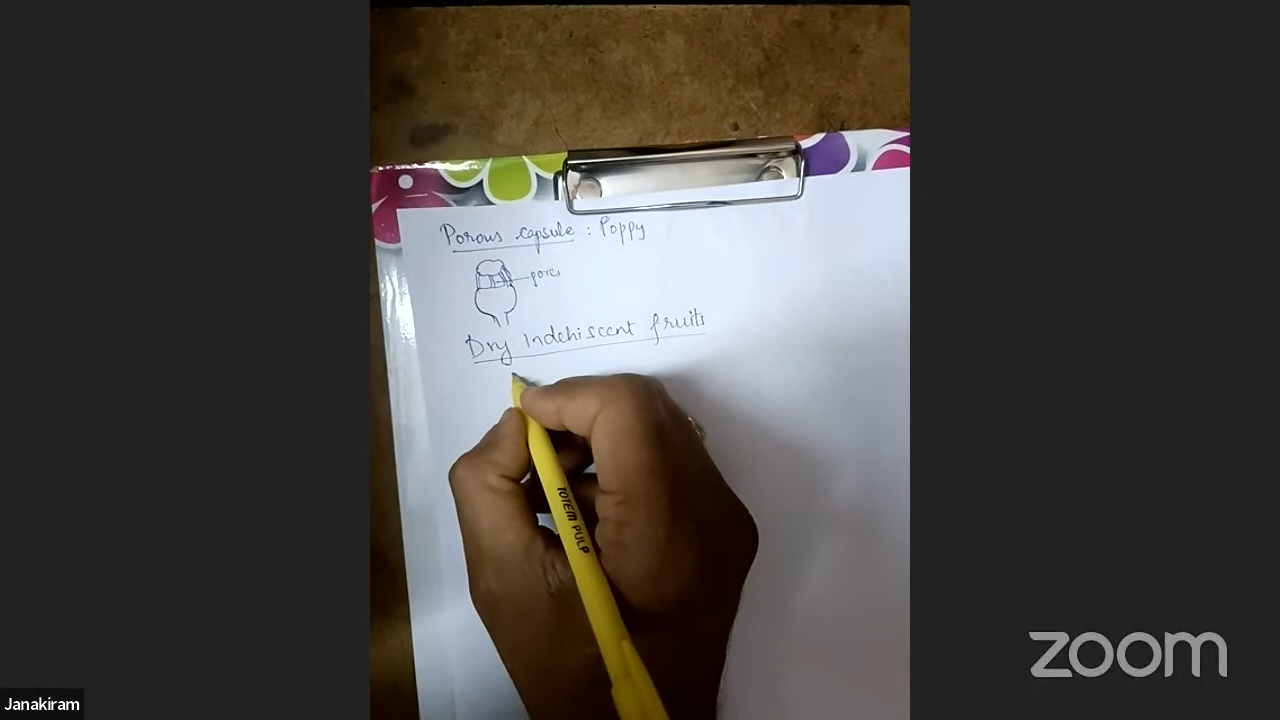 Porous capsule : Poppy
pores
Dry Indehiscent fruits
TOTEM PULP
zoom
Janakiram